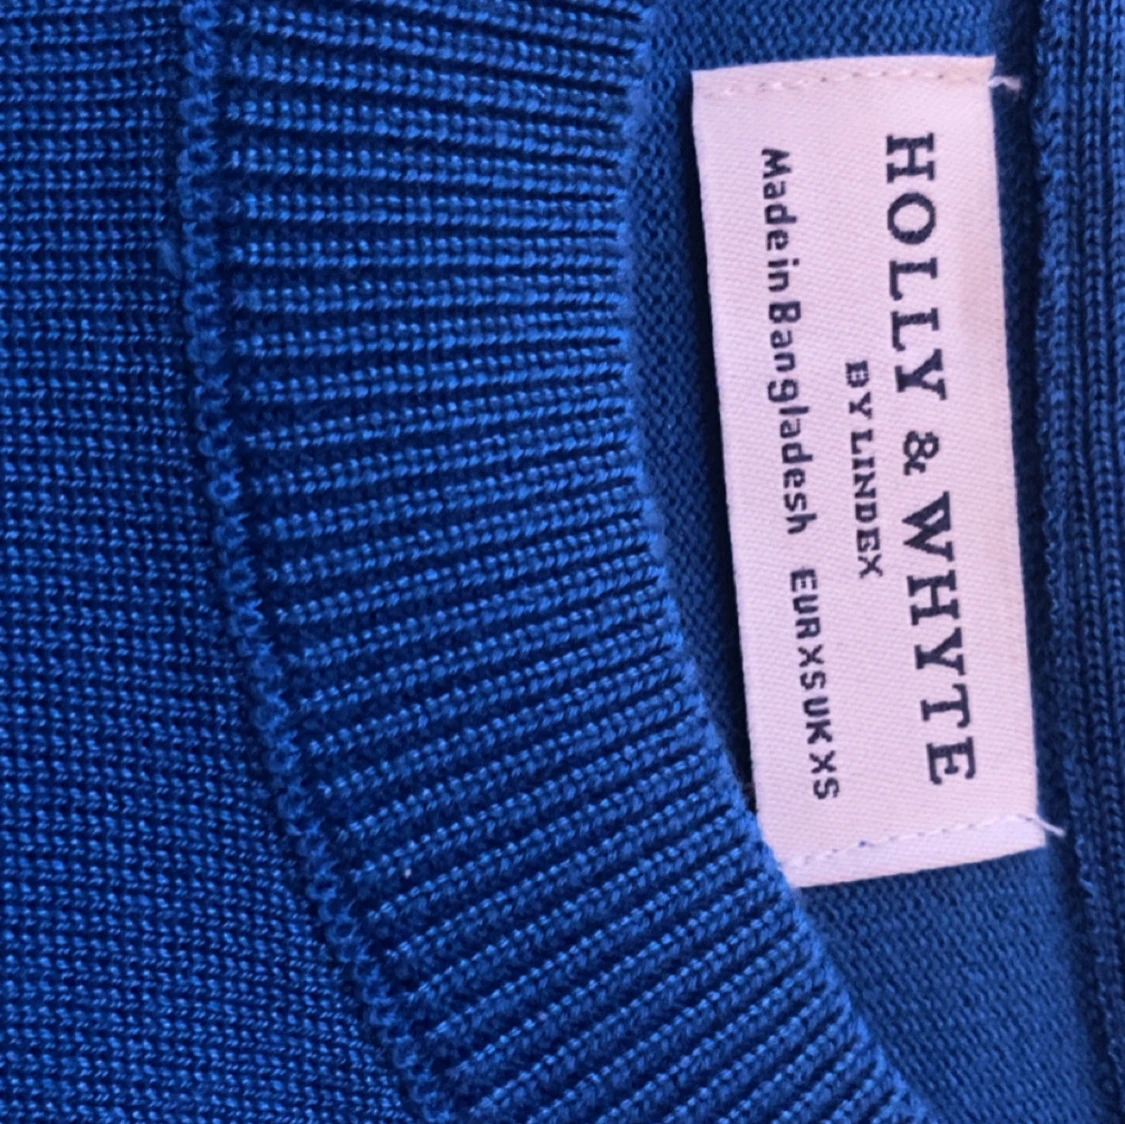 HOLLY & WHYTE
BY LINDEX
Made in Bangladesh EUR XS UK XS